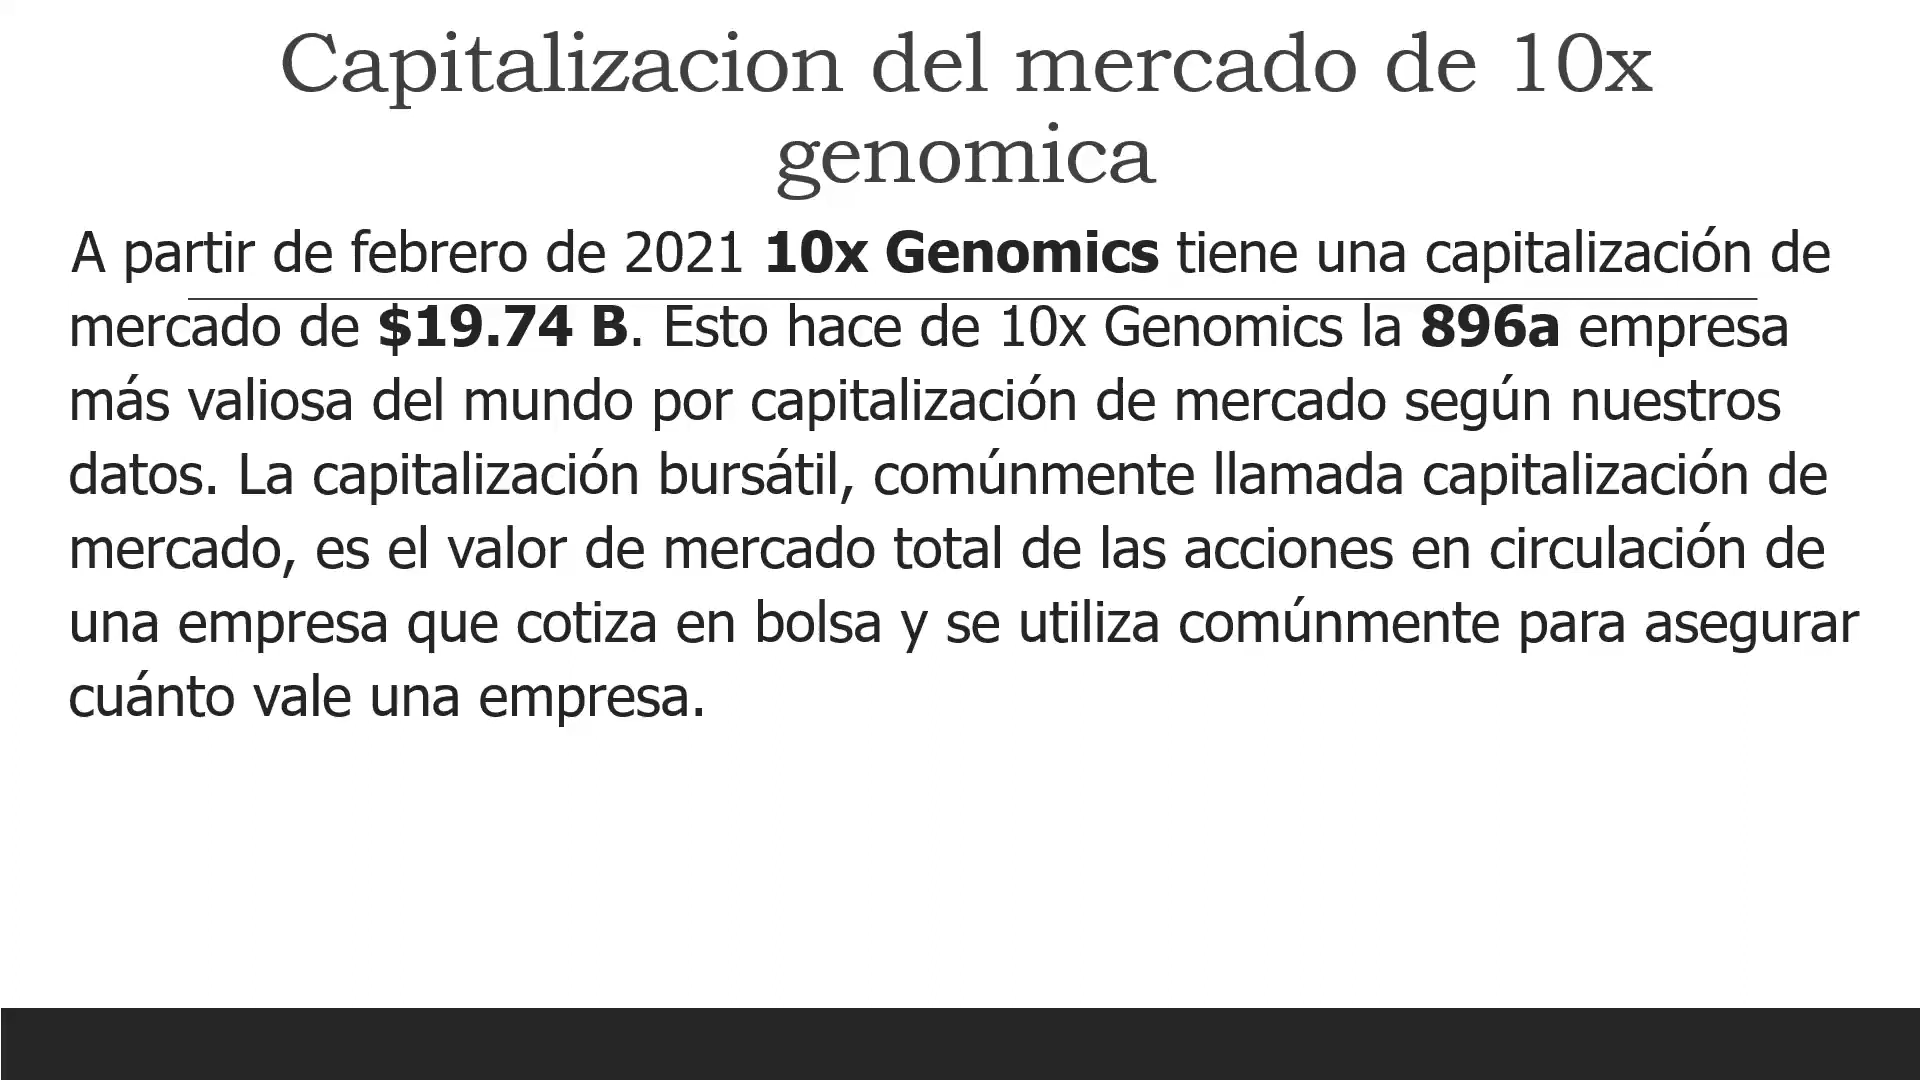 Capitalizacion del mercado de 10x
genomica
A partir de febrero de 2021 10x Genomics tiene una capitalización de
mercado de $19.74 B. Esto hace de 10x Genomics la 896a empresa
más valiosa del mundo por capitalización de mercado según nuestros
datos. La capitalización bursátil, comúnmente llamada capitalización de
mercado, es el valor de mercado total de las acciones en circulación de
una empresa que cotiza en bolsa y se utiliza comúnmente para asegurar
cuánto vale una empresa.